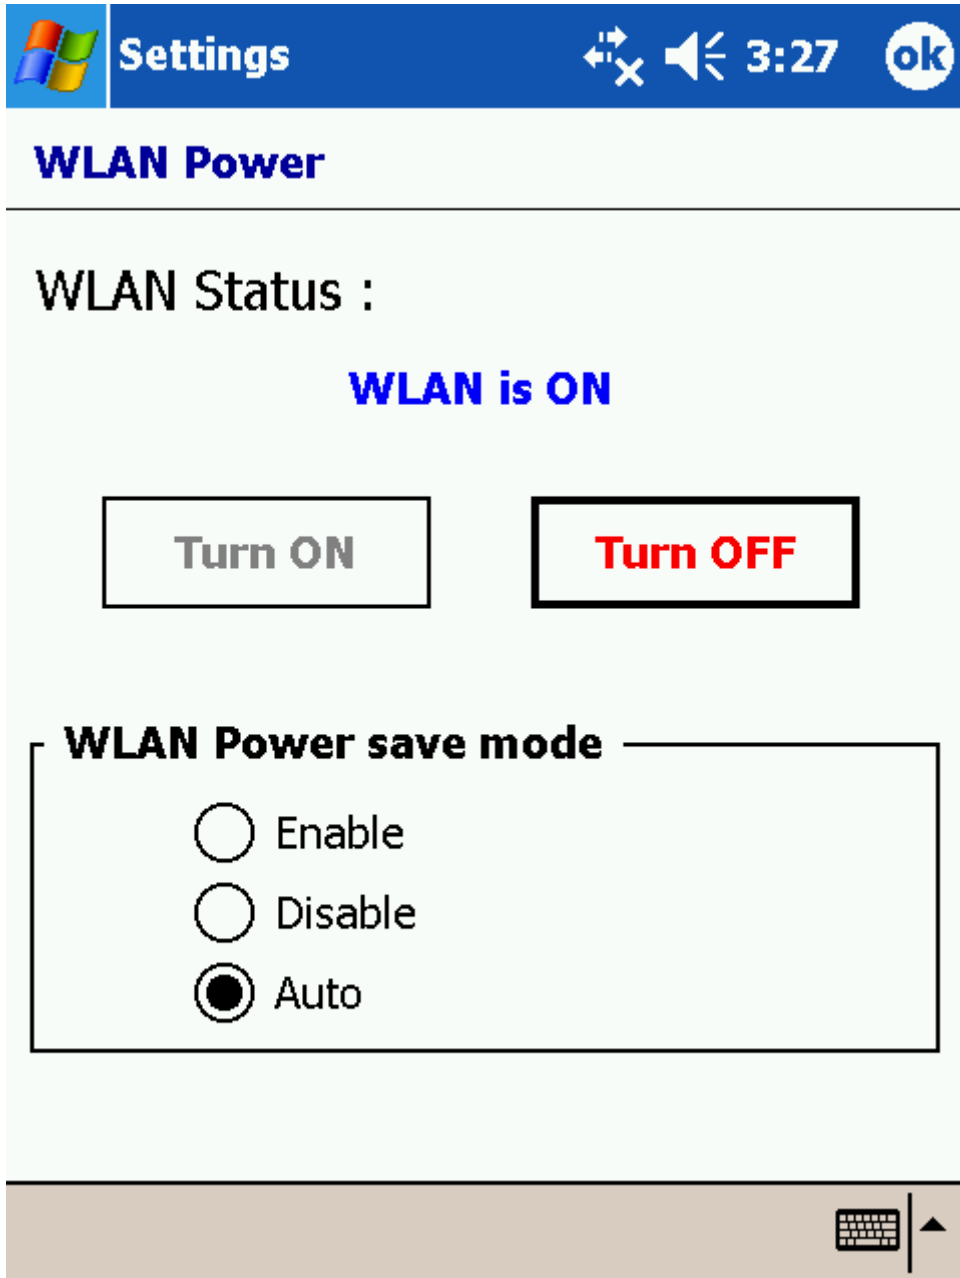 Settings 3:27 ok
WLAN Power
WLAN Status :
WLAN is ON
Turn ON Turn OFF
WLAN Power save mode
Enable
Disable
Auto